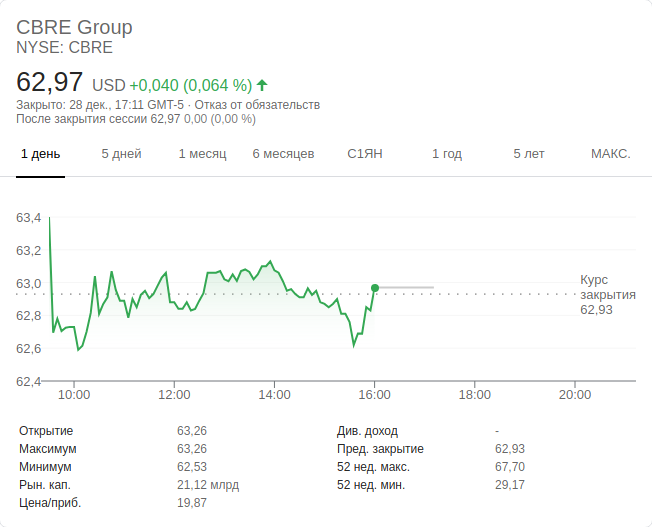 CBRE Group
NYSE: CBRE
62,97 USD +0,040 (0,064 %)
Закрыто: 28 дек., 17:11 GMT-5 · Отказ от обязательств
После закрытия сессии 62,97 0,00 (0,00 %)
1 день 5 дней 1 месяц 6 месяцев С1ЯН 1 год 5 лет МАКС.
63,4
63,2
63,0
62,8
62,6
62,4
Курс
закрытия
62,93
10:00 12:00 14:00 16:00 18:00 20:00
Открытие 63,26 Див. доход -
Максимум 63,26 Пред. закрытие 62,93
Минимум 62,53 52 нед. макс. 67,70
Рын. кап. 21,12 млрд 52 нед. мин. 29,17
Цена/приб. 19,87